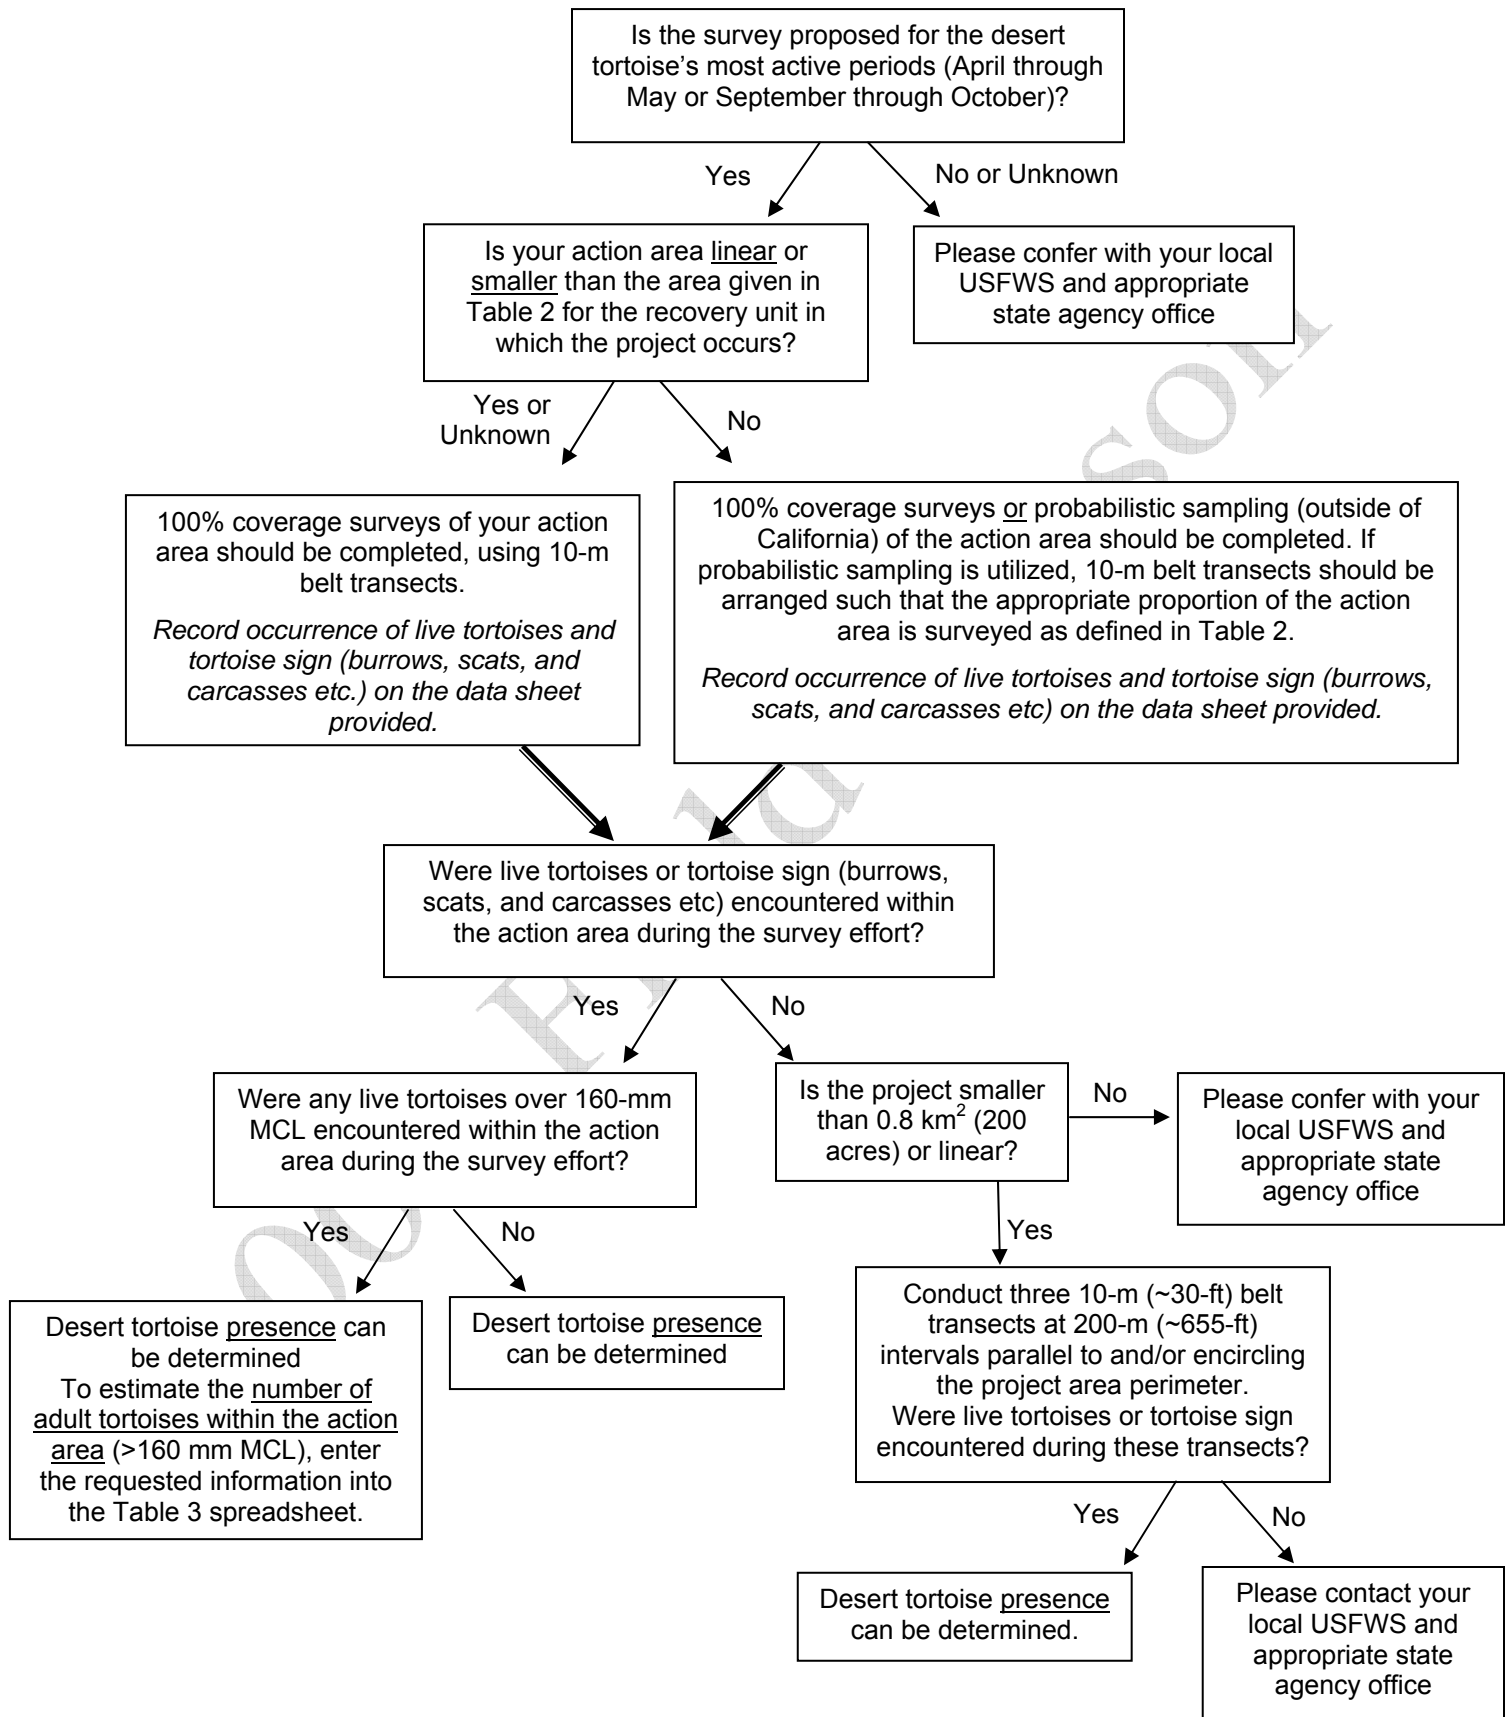 Is the survey proposed for the desert
tortoise's most active periods (April through
May or September through October)?
Yes
No or Unknown
Is your action area linear or
smaller than the area given in
Table 2 for the recovery unit in
which the project occurs?
Please confer with your local
USFWS and appropriate
state agency office
Yes or
Unknown
No
100% coverage surveys of your action
area should be completed, using 10-m
belt transects.
Record occurrence of live tortoises and
tortoise sign (burrows, scats, and
carcasses etc.) on the data sheet
provided.
100% coverage surveys or probabilistic sampling (outside of
California) of the action area should be completed. If
probabilistic sampling is utilized, 10-m belt transects should be
arranged such that the appropriate proportion of the action
area is surveyed as defined in Table 2.
Record occurrence of live tortoises and tortoise sign (burrows,
scats, and carcasses etc) on the data sheet provided.
Were live tortoises or tortoise sign (burrows,
scats, and carcasses etc) encountered within
the action area during the survey effort?
Yes
No
Were any live tortoises over 160-mm
MCL encountered within the action
area during the survey effort?
Is the project smaller
than 0.8 km² (200
acres) or linear?
No
Please confer with your
local USFWS and
appropriate state
agency office
Yes
No
Yes
Desert tortoise presence can
be determined
To estimate the number of
adult tortoises within the action
area (>160 mm MCL), enter
the requested information into
the Table 3 spreadsheet.
Desert tortoise presence
can be determined
Conduct three 10-m (~30-ft) belt
transects at 200-m (~655-ft)
intervals parallel to and/or encircling
the project area perimeter.
Were live tortoises or tortoise sign
encountered during these transects?
Yes
No
Desert tortoise presence
can be determined.
Please contact your
local USFWS and
appropriate state
agency office